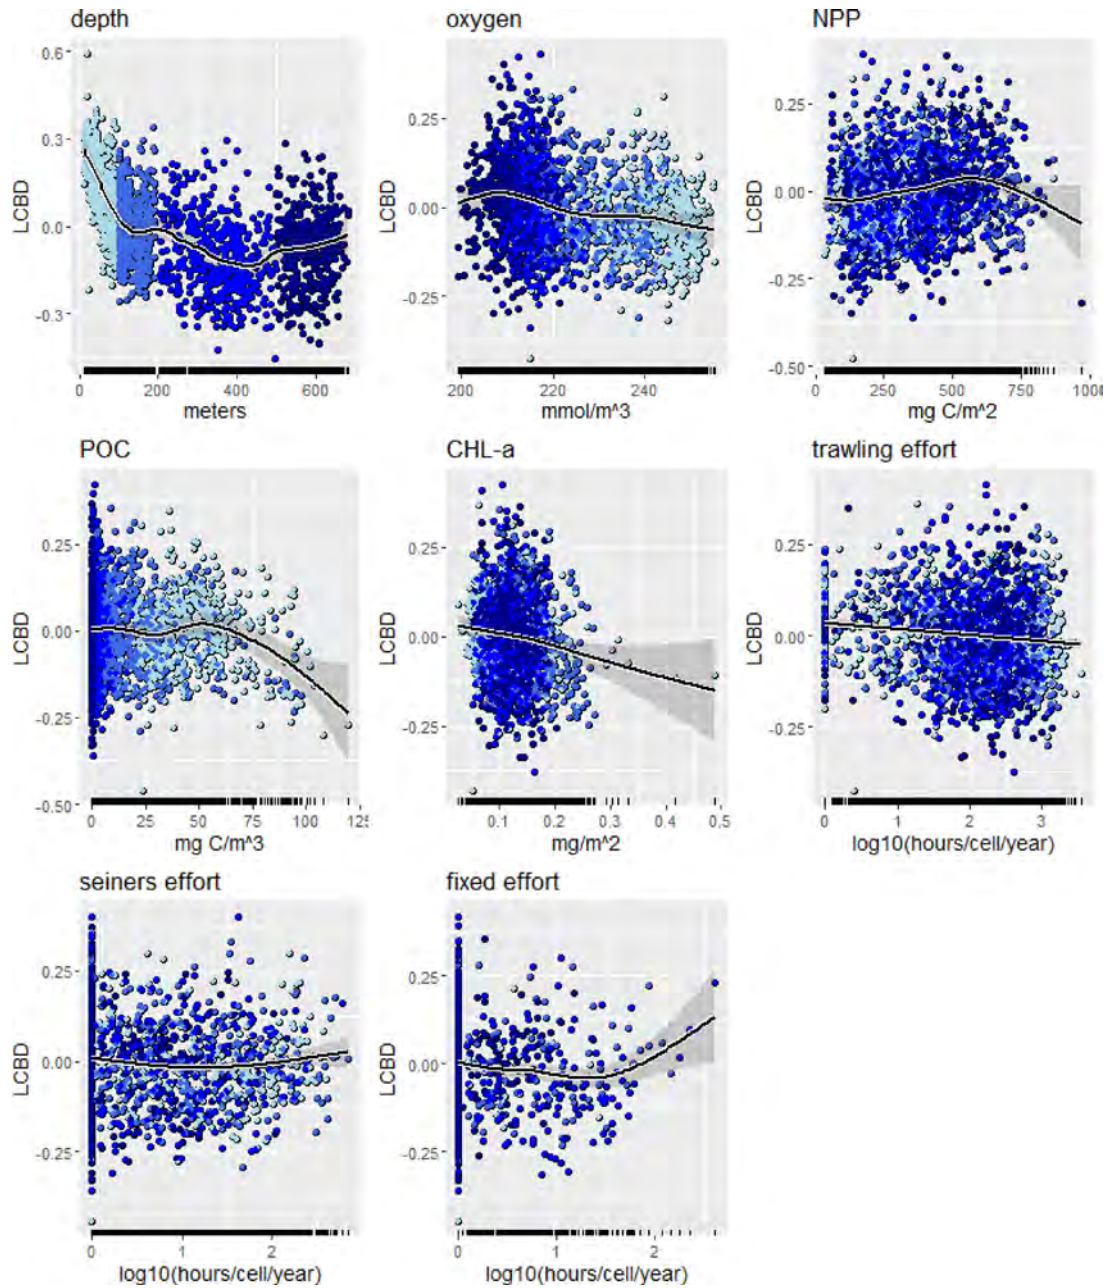 depth
oxygen
NPP
0.6
0.3
0.0
-0.3
LCBD
0 200 400 600
meters
0.25
0.00
-0.25
LCBD
200 220 240
mmol/m^3
0.25
0.00
-0.25
-0.50
LCBD
250 500 750 1000
mg C/m^2
POC
CHL-a
trawling effort
0.25
0.00
-0.25
-0.50
LCBD
0 25 50 75 100 125
mg C/m^3
0.25
0.00
-0.25
LCBD
0.1 0.2 0.3 0.4 0.5
mg/m^2
0.25
0.00
-0.25
LCBD
0 1 2 3
log10(hours/cell/year)
seiners effort
fixed effort
0.25
0.00
-0.25
LCBD
0 1 2
log10(hours/cell/year)
0.25
0.00
-0.25
LCBD
0 1 2
log10(hours/cell/year)